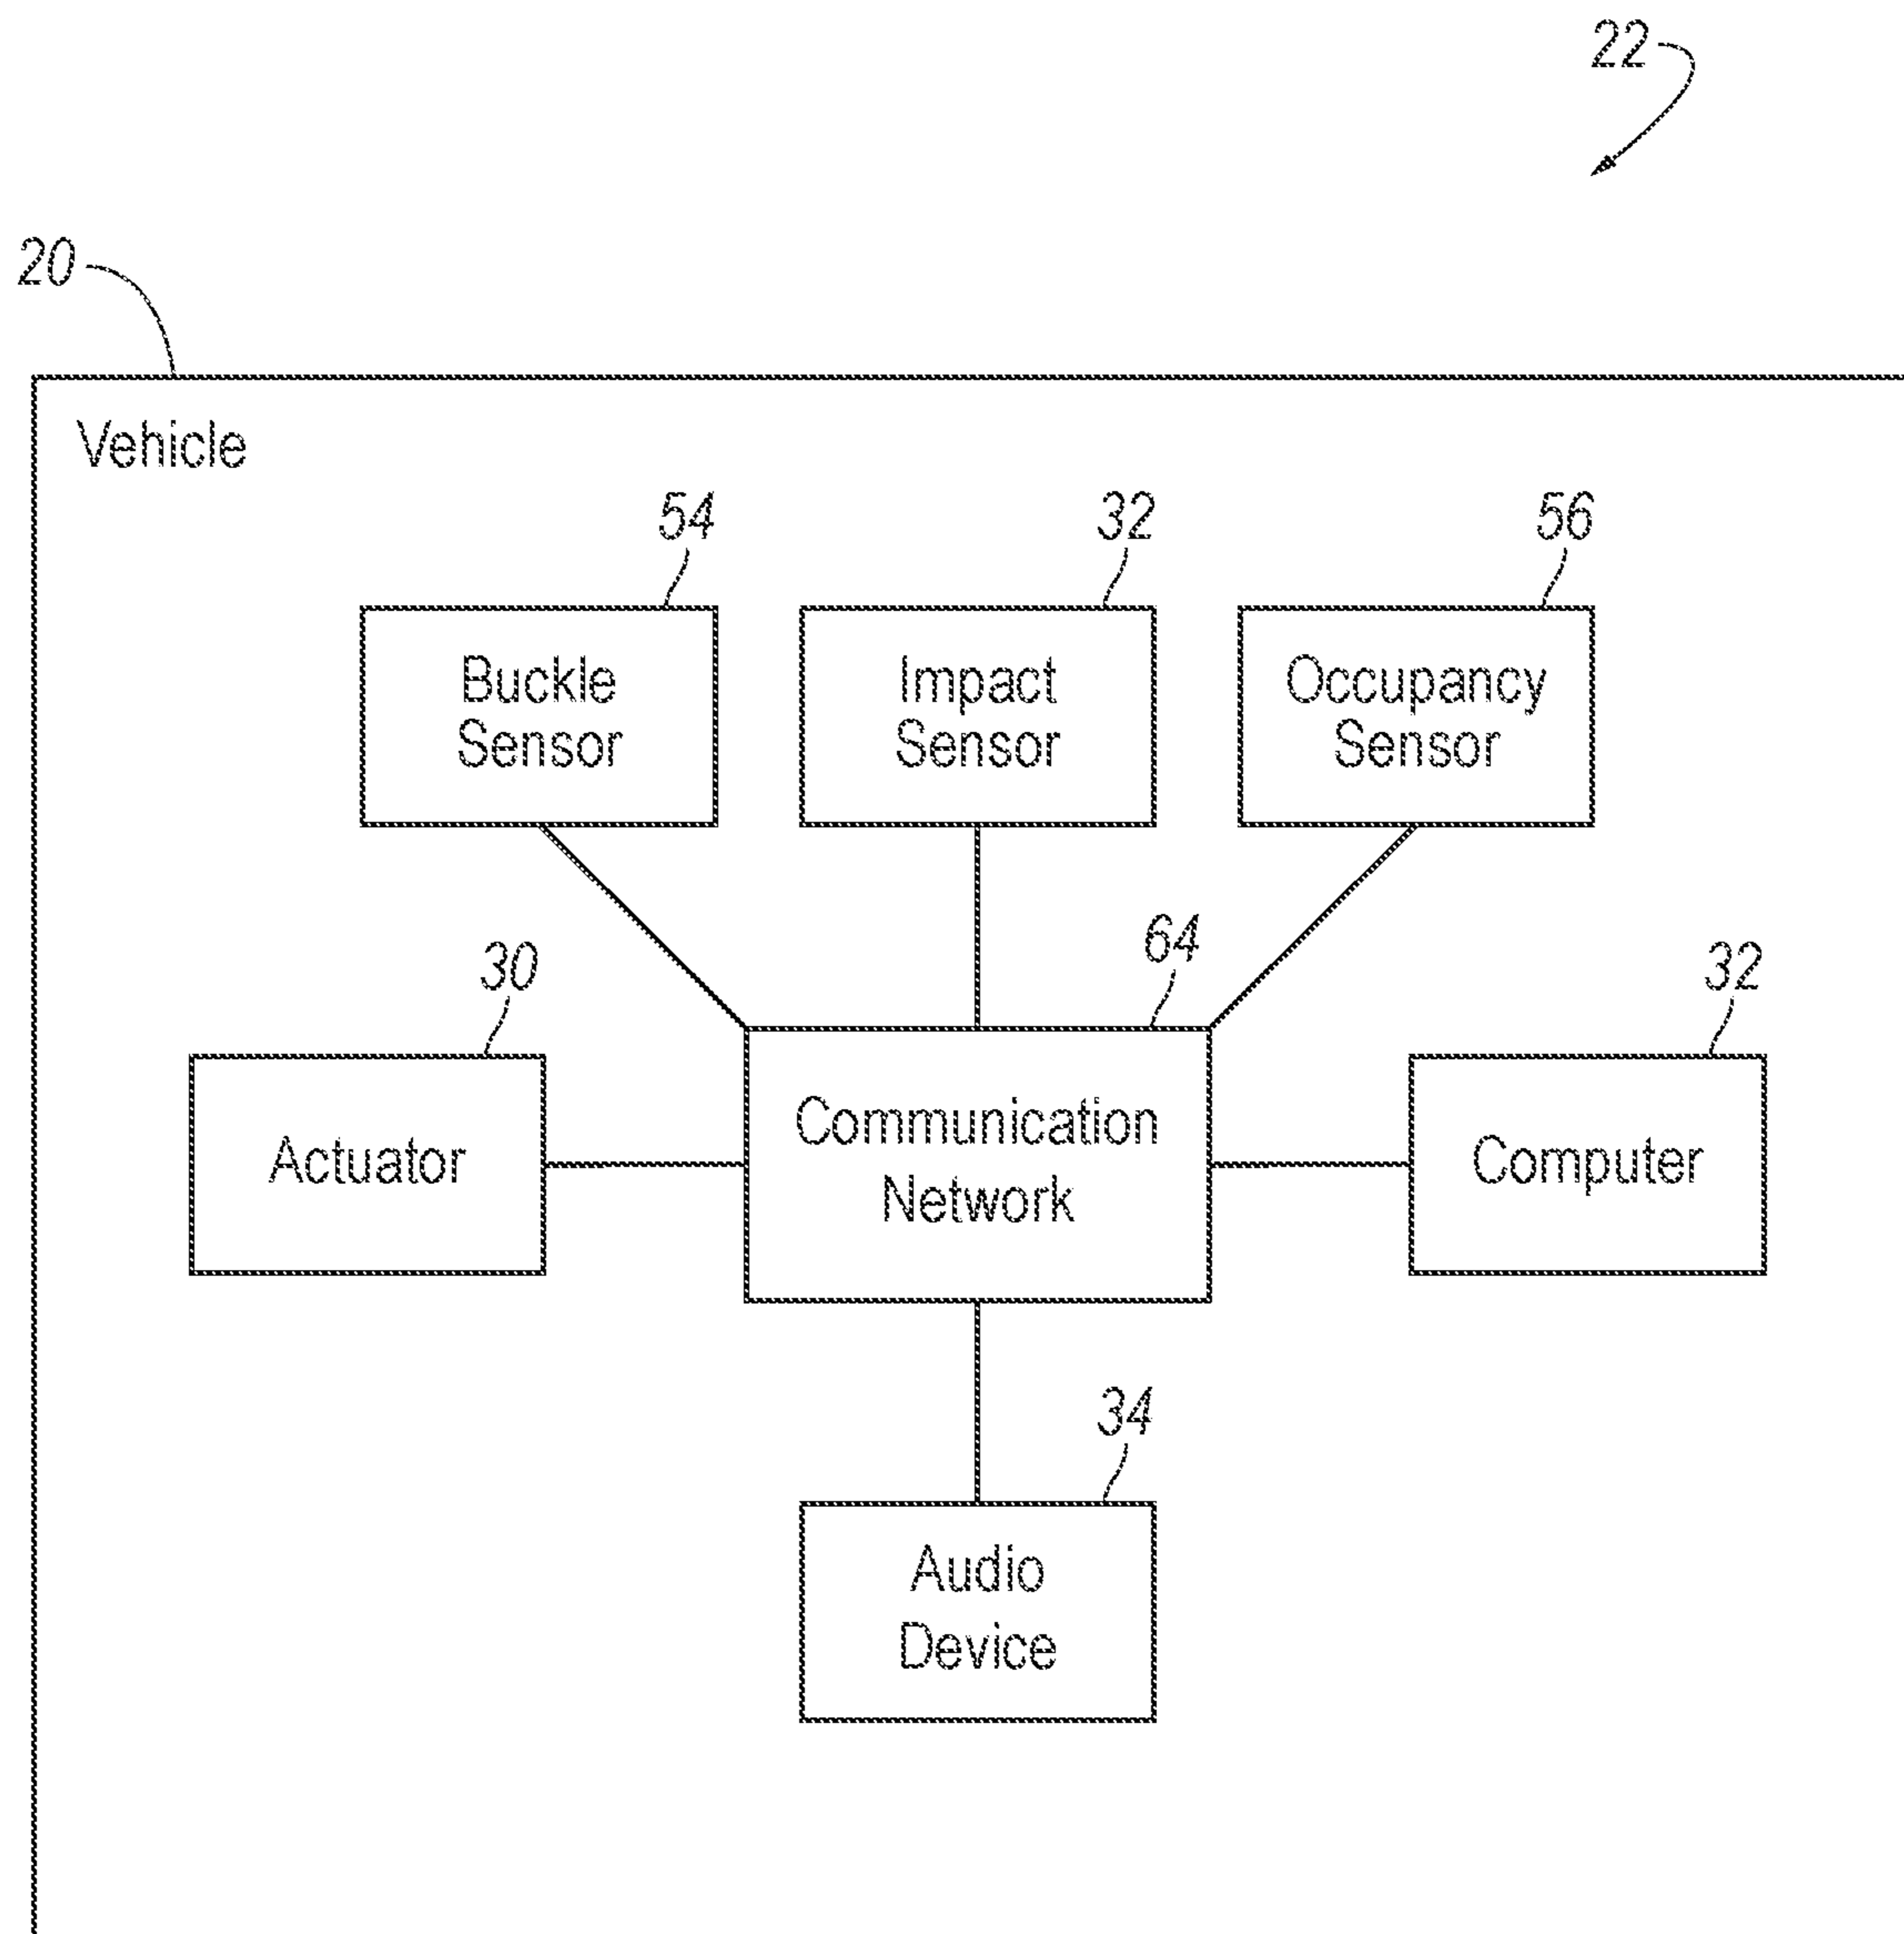 22
20
Vehicle
54
32
56
Buckle
Sensor
Impact
Sensor
Occupancy
Sensor
30
64
32
Actuator
Communication
Network
Computer
34
Audio
Device